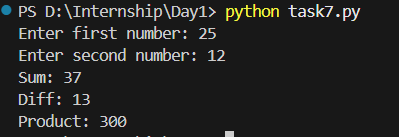 PS D:\Internship\Day1> python task7.py
Enter first number: 25
Enter second number: 12
Sum: 37
Diff: 13
Product: 300